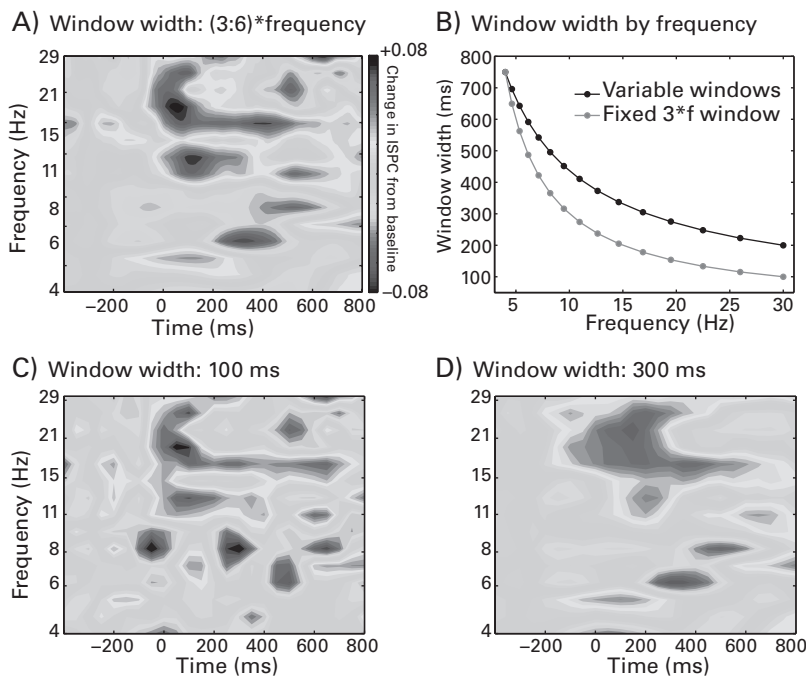 A) Window width: (3:6)*frequency
+0.08
Change in ISPC from baseline
−0.08
Frequency (Hz)
29
21
15
11
8
6
4
−200 0 200 400 600 800
Time (ms)
B) Window width by frequency
Window width (ms)
800
700
600
500
400
300
200
100
Variable windows
Fixed 3*f window
5 10 15 20 25 30
Frequency (Hz)
C) Window width: 100 ms
Frequency (Hz)
29
21
15
11
8
6
4
−200 0 200 400 600 800
Time (ms)
D) Window width: 300 ms
29
21
15
11
8
6
4
−200 0 200 400 600 800
Time (ms)